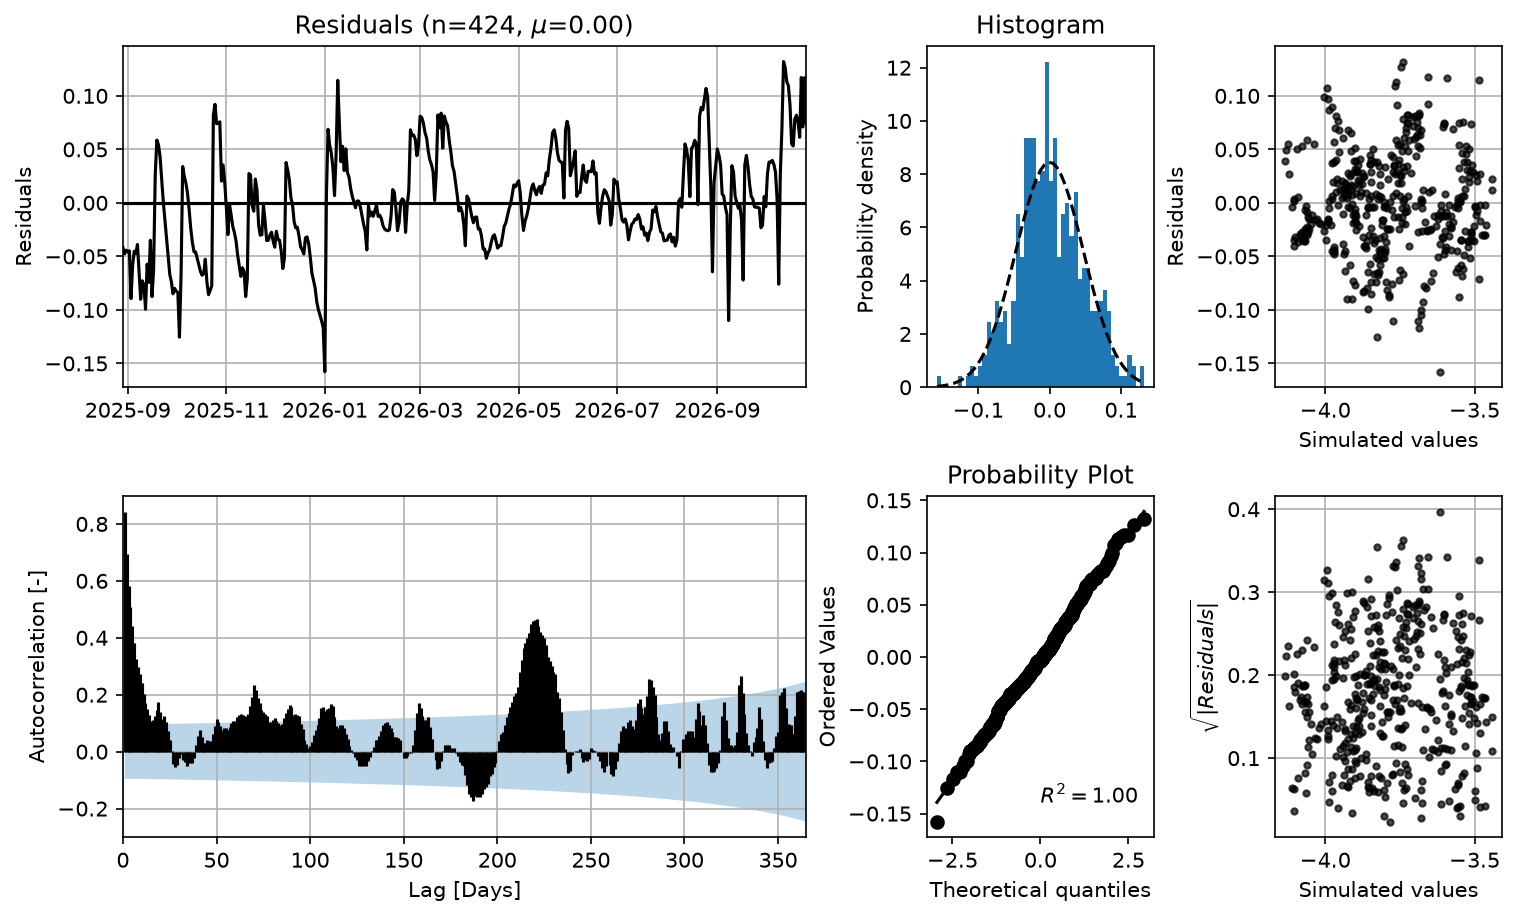 Residuals (n=424, μ=0.00)
Residuals
0.10
0.05
0.00
−0.05
−0.10
−0.15
2025-09 2025-11 2026-01 2026-03 2026-05 2026-07 2026-09
Histogram
Probability density
12
10
8
6
4
2
0
−0.1 0.0 0.1
Residuals
0.10
0.05
0.00
−0.05
−0.10
−0.15
−4.0 −3.5
Simulated values
Autocorrelation [-]
0.8
0.6
0.4
0.2
0.0
−0.2
0 50 100 150 200 250 300 350
Lag [Days]
Probability Plot
Ordered Values
0.15
0.10
0.05
0.00
−0.05
−0.10
−0.15
R² = 1.00
−2.5 0.0 2.5
Theoretical quantiles
√|Residuals|
0.4
0.3
0.2
0.1
−4.0 −3.5
Simulated values